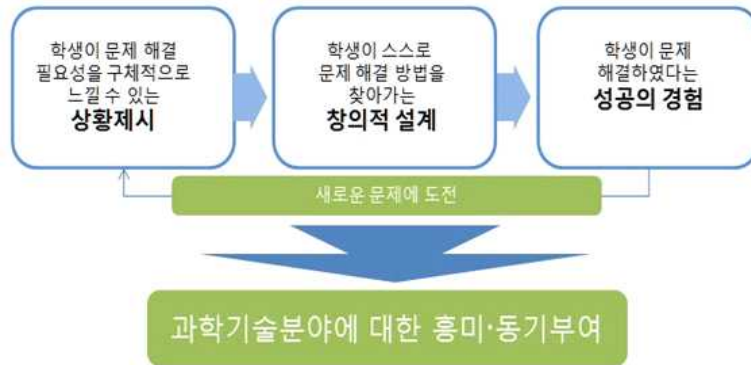 학생이 문제 해결
필요성을 구체적으로
느낄 수 있는
상황제시
학생이 스스로
문제 해결 방법을
찾아가는
창의적 설계
학생이 문제
해결하였다는
성공의 경험
새로운 문제에 도전
과학기술분야에 대한 흥미·동기부여